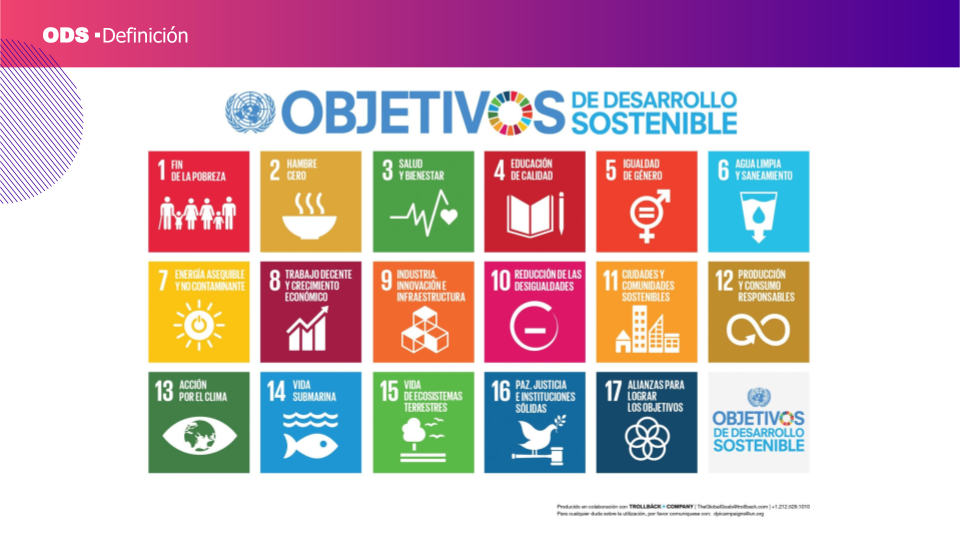 ODS ▪Definición
OBJETIVOS
DE DESARROLLO
SOSTENIBLE
1 FIN
DE LA POBREZA
2 HAMBRE
CERO
3 SALUD
Y BIENESTAR
4 EDUCACIÓN
DE CALIDAD
5 IGUALDAD
DE GÉNERO
6 AGUA LIMPIA
Y SANEAMIENTO
7 ENERGÍA ASEQUIBLE
Y NO CONTAMINANTE
8 TRABAJO DECENTE
Y CRECIMIENTO
ECONÓMICO
9 INDUSTRIA,
INNOVACIÓN E
INFRAESTRUCTURA
10 REDUCCIÓN DE LAS
DESIGUALDADES
11 CIUDADES Y
COMUNIDADES
SOSTENIBLES
12 PRODUCCIÓN
Y CONSUMO
RESPONSABLES
13 ACCIÓN
POR EL CLIMA
14 VIDA
SUBMARINA
15 VIDA
DE ECOSISTEMAS
TERRESTRES
16 PAZ, JUSTICIA
E INSTITUCIONES
SÓLIDAS
17 ALIANZAS PARA
LOGRAR
LOS OBJETIVOS
OBJETIVOS
DE DESARROLLO
SOSTENIBLE
Producido en colaboración con TROLLBÄCK + COMPANY | TheGlobalGoals@trollback.com | +1.212.529.1010
Para cualquier duda sobre la utilización, por favor comuníquese con: dpicampaigns@un.org